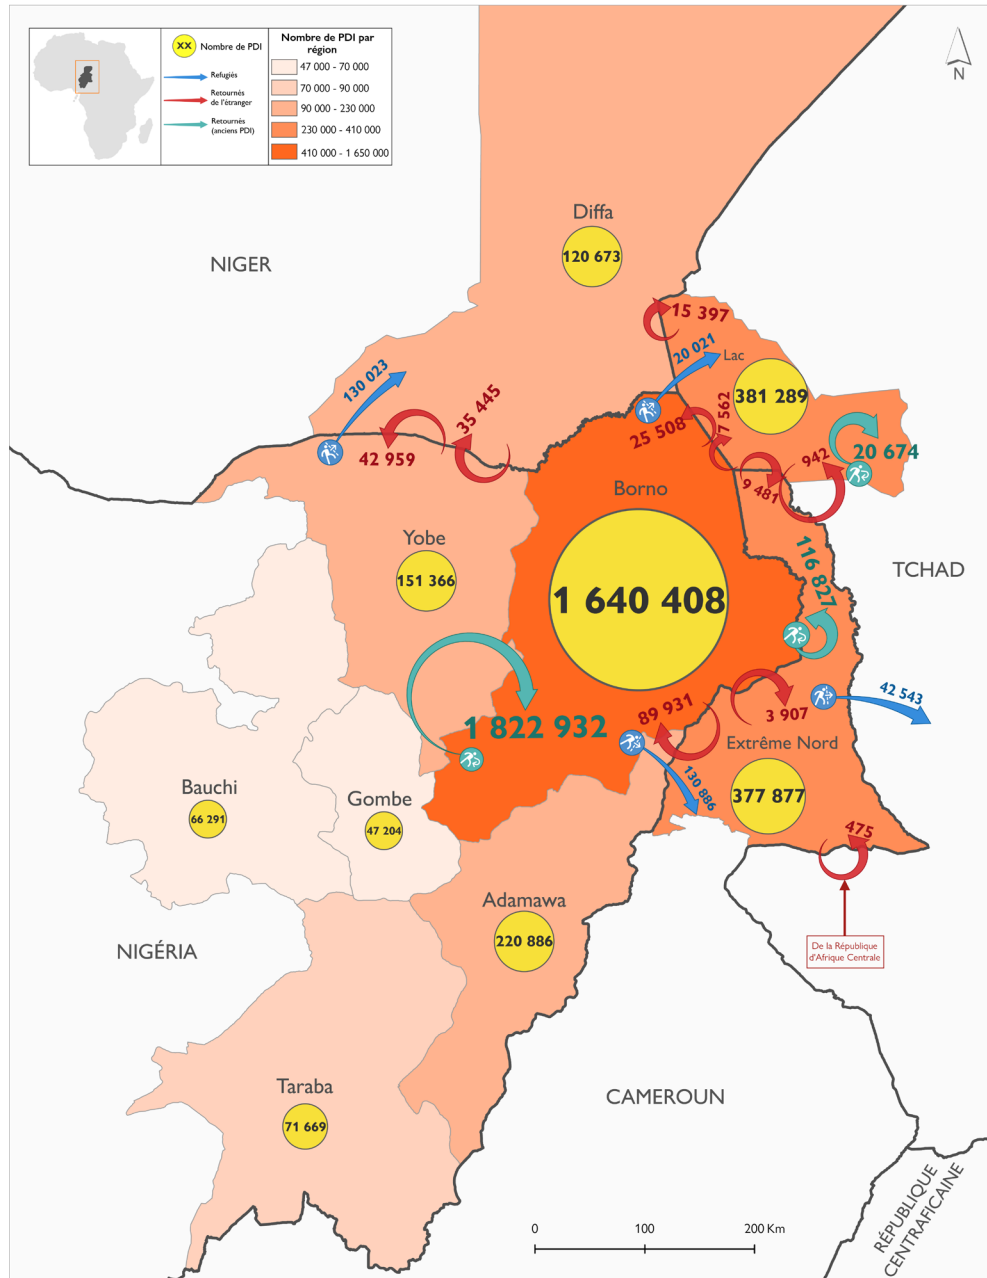 XX
Nombre de PDI
Refugiés
Retournés
de l'étranger
Retournés
(anciens PDI)
Nombre de PDI par
région
47 000 - 70 000
70 000 - 90 000
90 000 - 230 000
230 000 - 410 000
410 000 - 1 650 000
N
Diffa
120 673
NIGER
15 397
20 021
Lac
381 289
130 023
35 445
42 959
25 508
7 562
942
20 674
9 481
Borno
1 640 408
Yobe
151 366
116 827
TCHAD
1 822 932
89 931
3 907
42 543
Extrême Nord
377 877
130 886
Bauchi
66 291
Gombe
47 204
475
De la République
d'Afrique Centrale
Adamawa
220 886
NIGÉRIA
Taraba
71 669
CAMEROUN
RÉPUBLIQUE
CENTRAFICAINE
0 100 200 Km